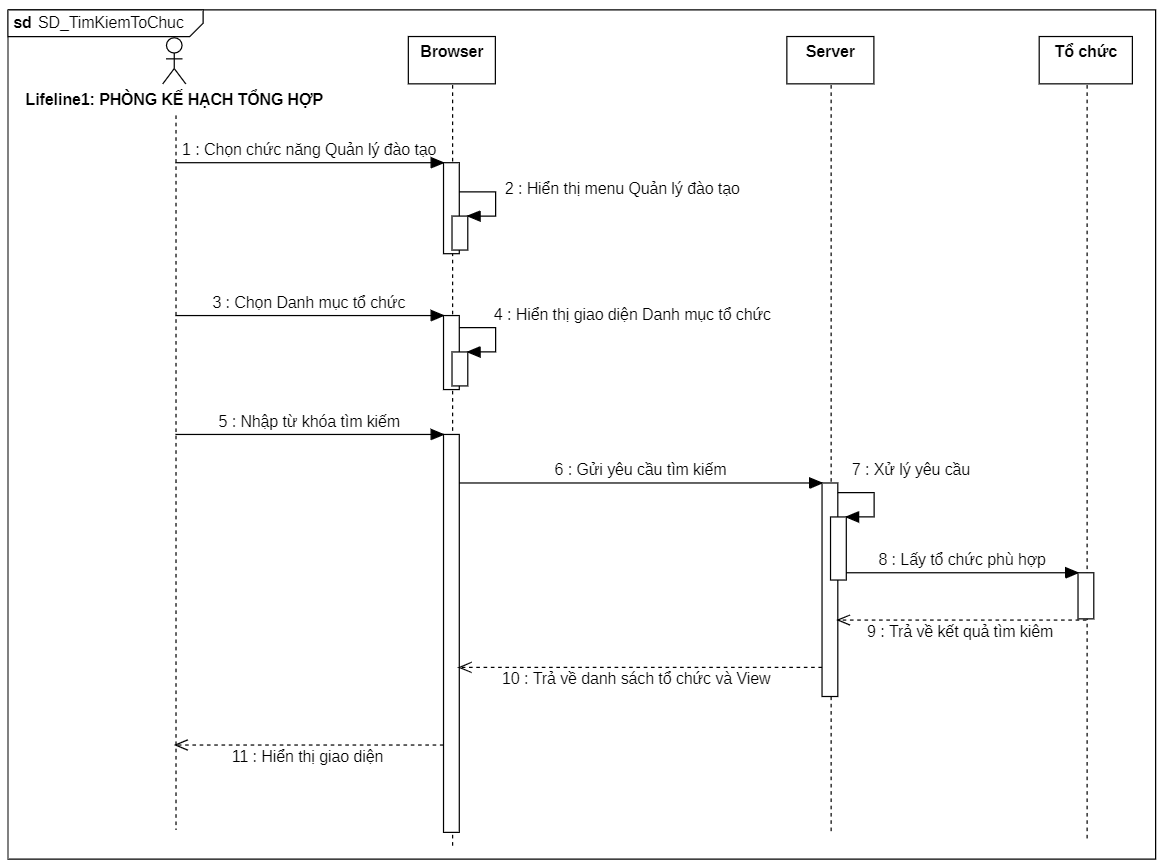 sd SD_TimKiemToChuc
Browser
Server
Tổ chức
Lifeline1: PHÒNG KẾ HẠCH TỔNG HỢP
1 : Chọn chức năng Quản lý đào tạo
2 : Hiển thị menu Quản lý đào tạo
3 : Chọn Danh mục tổ chức
4 : Hiển thị giao diện Danh mục tổ chức
5 : Nhập từ khóa tìm kiếm
6 : Gửi yêu cầu tìm kiếm
7 : Xử lý yêu cầu
8 : Lấy tổ chức phù hợp
9 : Trả về kết quả tìm kiêm
10 : Trả về danh sách tổ chức và View
11 : Hiển thị giao diện